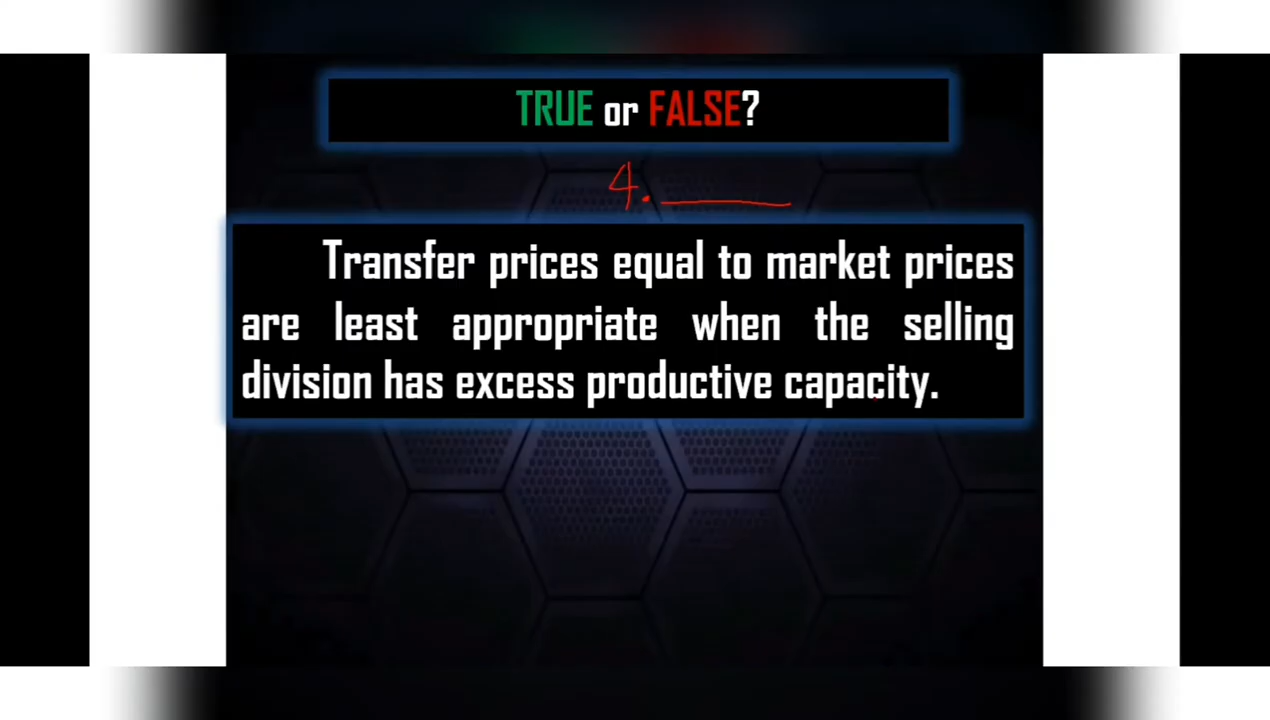 TRUE or FALSE?
4.
Transfer prices equal to market prices
are least appropriate when the selling
division has excess productive capacity.